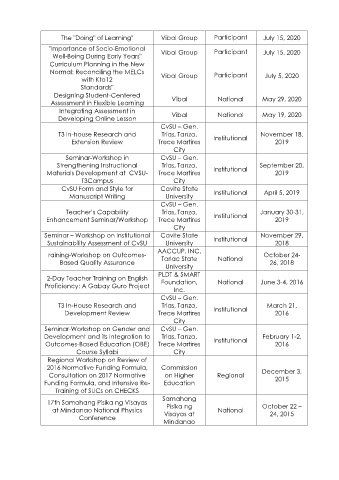 The "Doing" of Learning" Vibal Group Participant July 15, 2020
"Importance of Socio-Emotional
Well-Being During Early Years" Vibal Group Participant July 15, 2020
Curriculum Planning in the New
Normal: Reconciling the MELCs
with Kto12
Standards" Vibal Group Participant July 5, 2020
Designing Student-Centered
Assessment in Flexible Learning Vibal National May 29, 2020
Integrating Assessment in
Developing Online Lesson Vibal National May 19, 2020
T3 in-house Research and
Extension Review
CvSU – Gen.
Trias, Tanza,
Trece Martires
City
Institutional
November 18,
2019
Seminar-Workshop in
Strengthening Instructional
Materials Development at CVSU-
T3Campus
CvSU – Gen.
Trias, Tanza,
Trece Martires
City
Institutional
September 20,
2019
CvSU Form and Style for
Manuscript Writing
Cavite State
University
Institutional
April 5, 2019
Teacher's Capability
Enhancement Seminar/Workshop
CvSU – Gen.
Trias, Tanza,
Trece Martires
City
Institutional
January 30-31,
2019
Seminar – Workshop on Institutional
Sustainability Assessment of CvSU
Cavite State
University
Institutional
November 29,
2018
raining-Workshop on Outcomes-
Based Quality Assurance
AACCUP, INC.
Tarlac State
University
National
October 24-
26, 2018
2-Day Teacher Training on English
Proficiency: A Gabay Guro Project
PLDT & SMART
Foundation,
Inc.
National
June 3-4, 2016
T3 In-House Research and
Development Review
CvSU – Gen.
Trias, Tanza,
Trece Martires
City
Institutional
March 21,
2016
Seminar-Workshop on Gender and
Development and its Integration to
Outcomes-Based Education (OBE)
Course Syllabi
CvSU – Gen.
Trias, Tanza,
Trece Martires
City
Institutional
February 1-2,
2016
Regional Workshop on Review of
2016 Normative Funding Formula,
Consultation on 2017 Normative
Funding Formula, and Intensive Re-
Training of SUCs on CHECKS
Commission
on Higher
Education
Regional
December 3,
2015
17th Samahang Pisika ng Visayas
at Mindanao National Physics
Conference
Samahang
Pisika ng
Visayas at
Mindanao
National
October 22 –
24, 2015